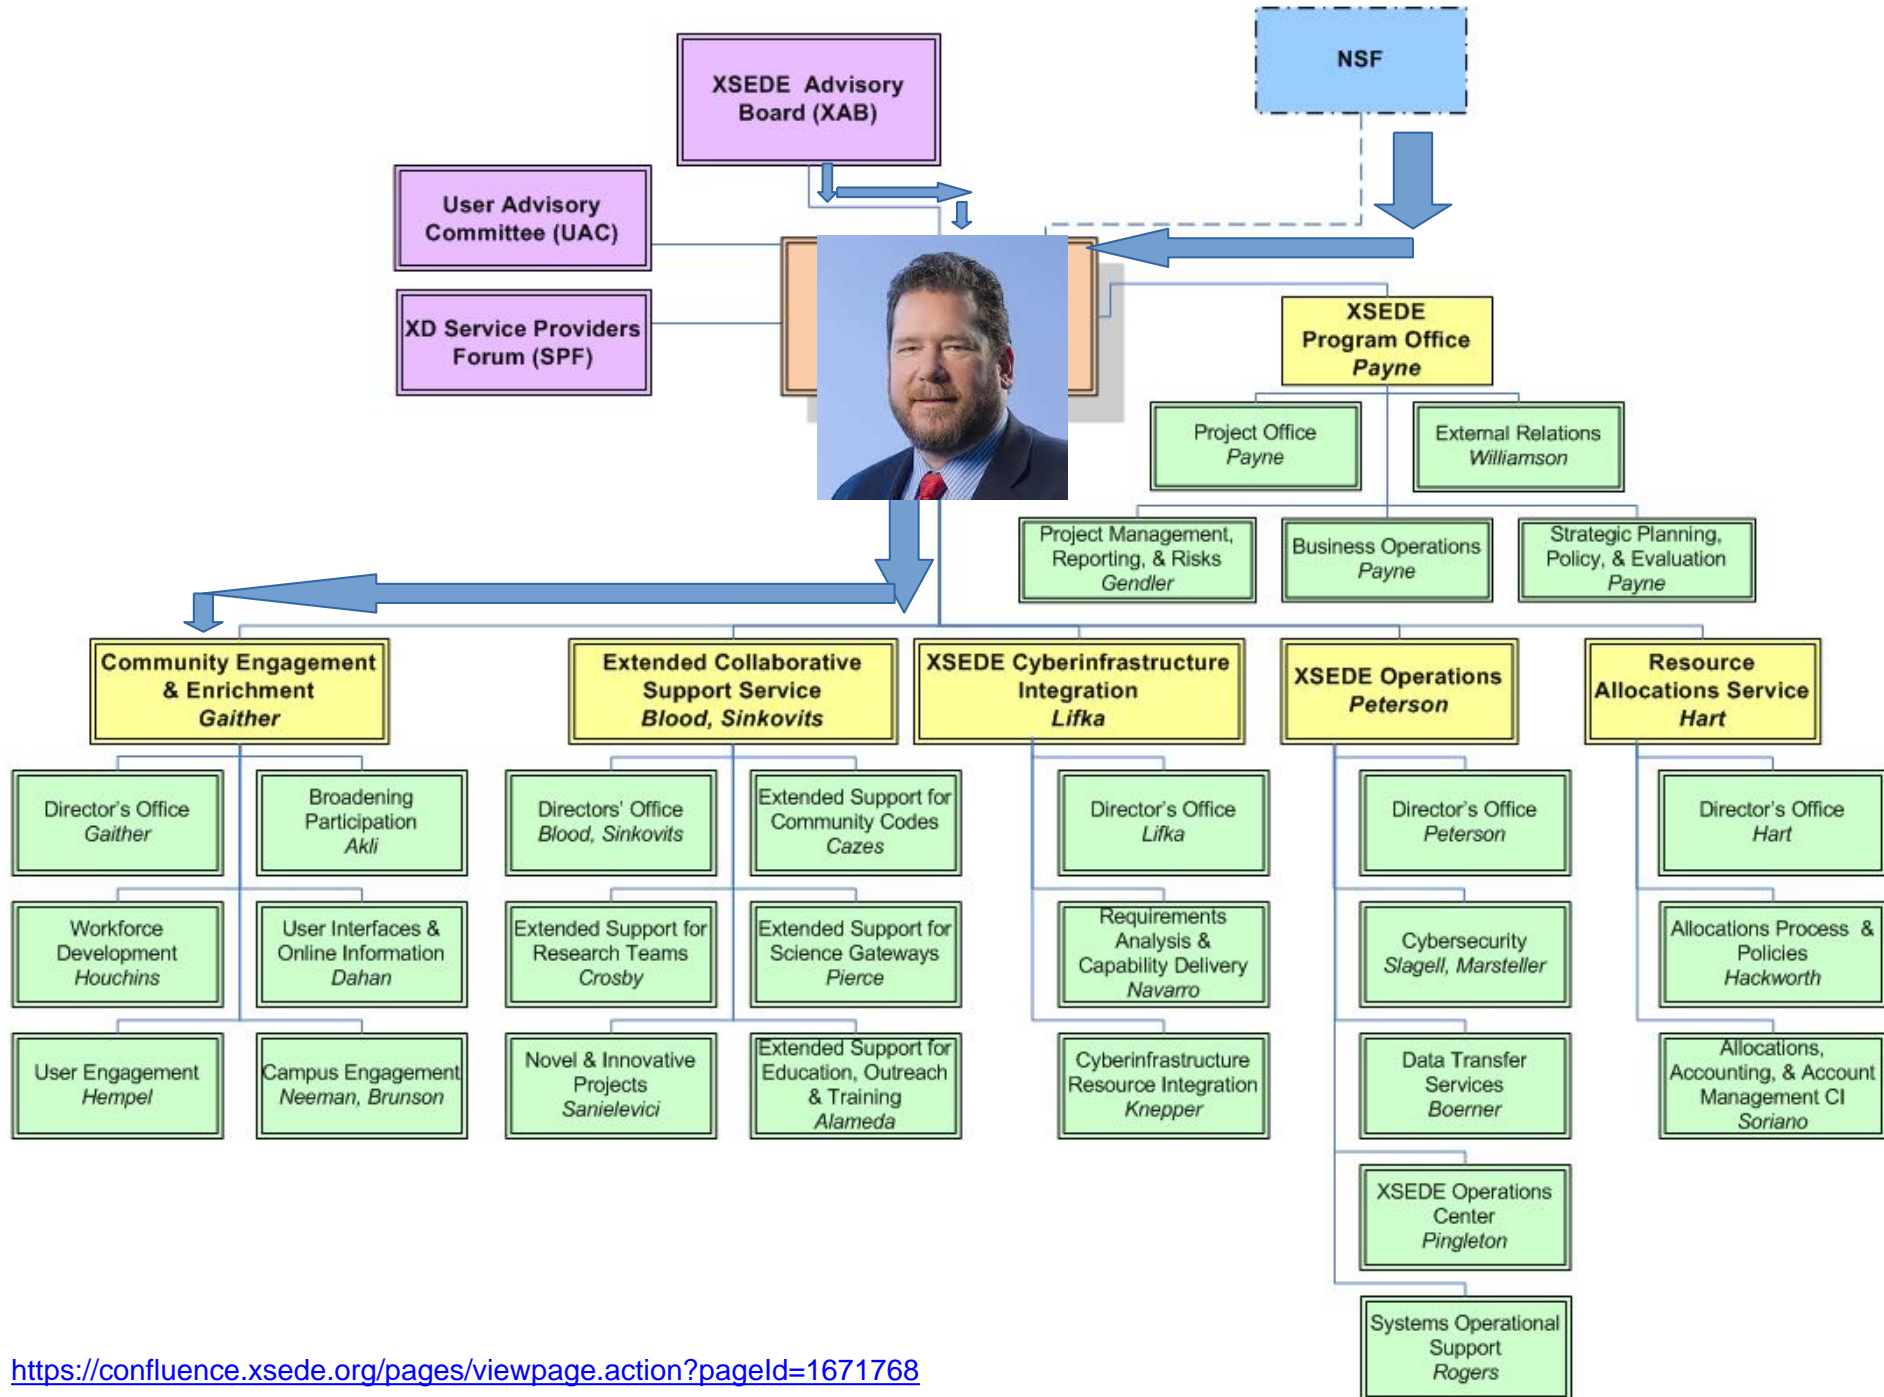 XSEDE Advisory
Board (XAB)
NSF
User Advisory
Committee (UAC)
XD Service Providers
Forum (SPF)
XSEDE
Program Office
Payne
Project Office
Payne
External Relations
Williamson
Project Management,
Reporting, & Risks
Gendler
Business Operations
Payne
Strategic Planning,
Policy, & Evaluation
Payne
Community Engagement
& Enrichment
Gaither
Extended Collaborative
Support Service
Blood, Sinkovits
XSEDE Cyberinfrastructure
Integration
Lifka
XSEDE Operations
Peterson
Resource
Allocations Service
Hart
Director's Office
Gaither
Broadening
Participation
Akli
Directors' Office
Blood, Sinkovits
Extended Support for
Community Codes
Cazes
Director's Office
Lifka
Director's Office
Peterson
Director's Office
Hart
Workforce
Development
Houchins
User Interfaces &
Online Information
Dahan
Extended Support for
Research Teams
Crosby
Extended Support for
Science Gateways
Pierce
Requirements
Analysis &
Capability Delivery
Navarro
Cybersecurity
Slagell, Marsteller
Allocations Process &
Policies
Hackworth
User Engagement
Hempel
Campus Engagement
Neeman, Brunson
Novel & Innovative
Projects
Sanielevici
Extended Support for
Education, Outreach
& Training
Alameda
Cyberinfrastructure
Resource Integration
Knepper
Data Transfer
Services
Boerner
Allocations,
Accounting, & Account
Management CI
Soriano
XSEDE Operations
Center
Pingleton
Systems Operational
Support
Rogers
https://confluence.xsede.org/pages/viewpage.action?pageId=1671768